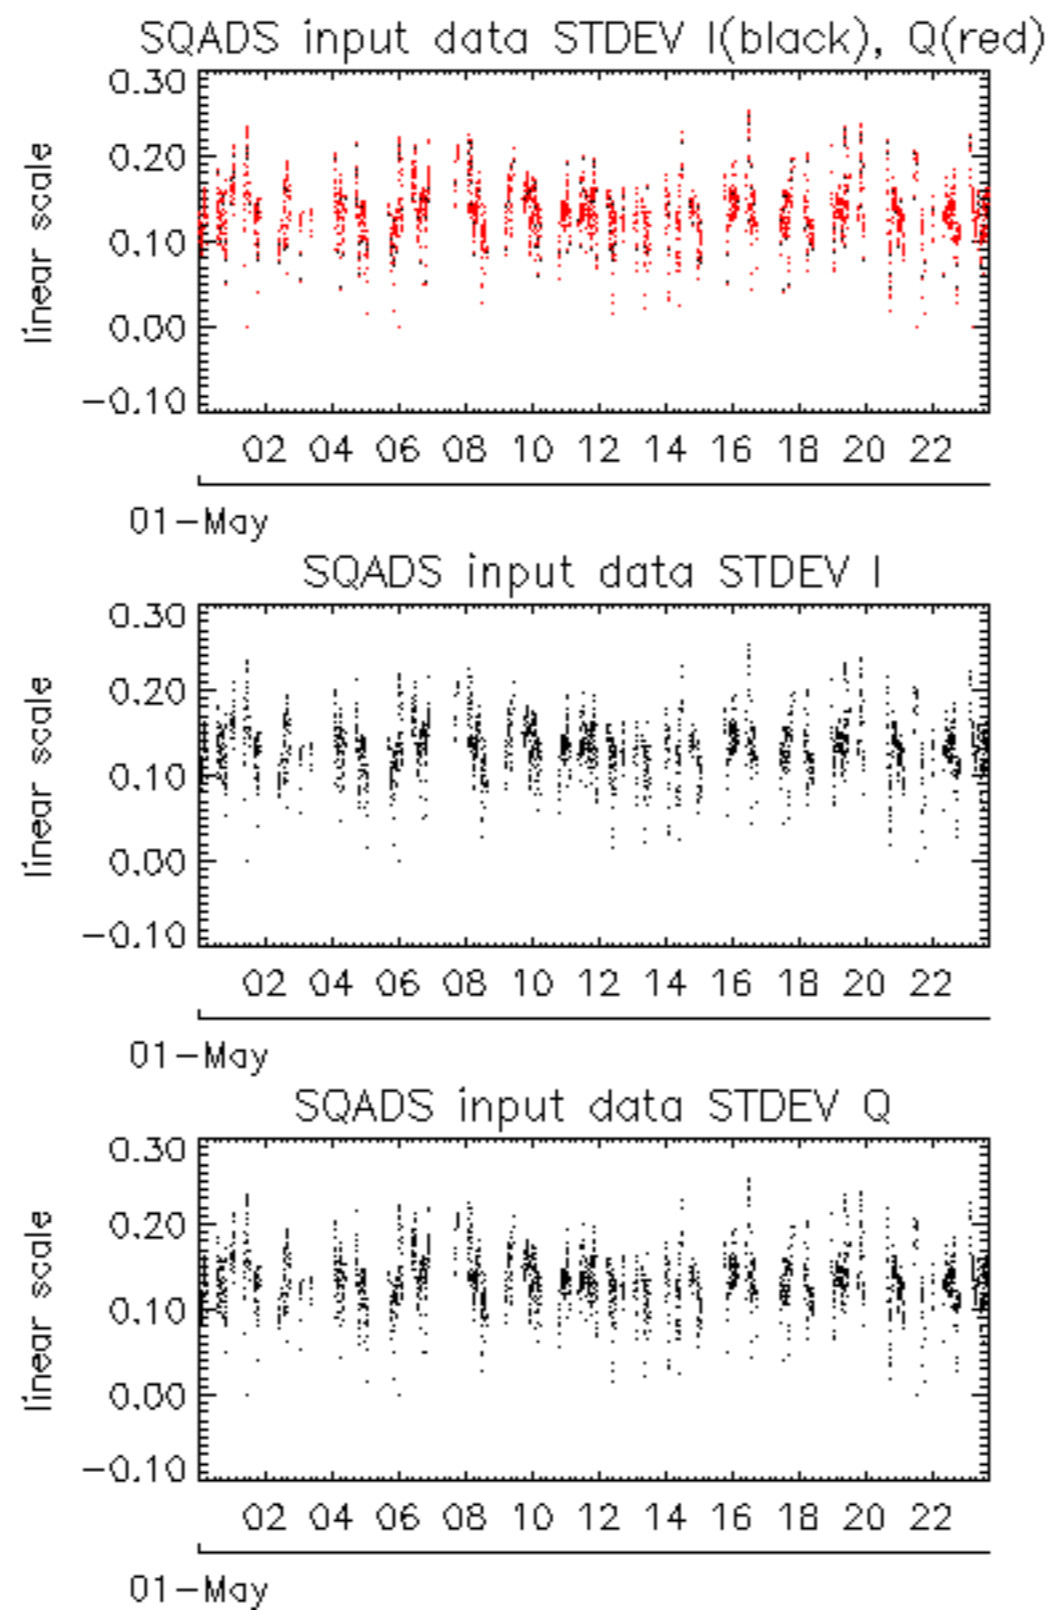 SQADS input data STDEV I(black), Q(red)
0.30
0.20
0.10
0.00
−0.10
linear scale
02 04 06 08 10 12 14 16 18 20 22
01−May
SQADS input data STDEV I
0.30
0.20
0.10
0.00
−0.10
linear scale
02 04 06 08 10 12 14 16 18 20 22
01−May
SQADS input data STDEV Q
0.30
0.20
0.10
0.00
−0.10
linear scale
02 04 06 08 10 12 14 16 18 20 22
01−May